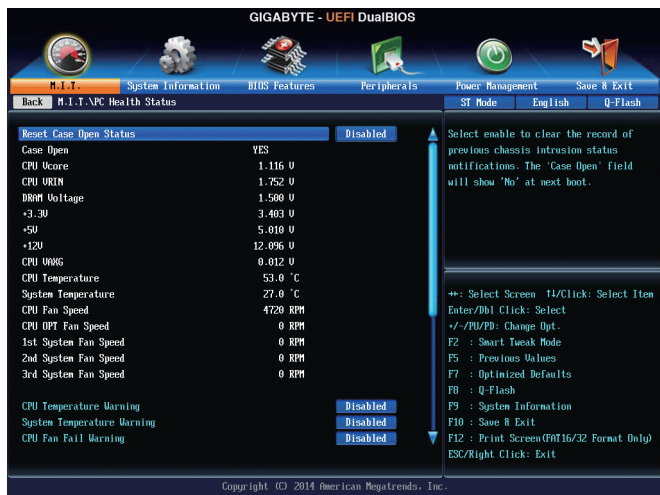 GIGABYTE - UEFI DualBIOS
M.I.T. System Information BIOS Features Peripherals Power Management Save & Exit
Back M.I.T.\PC Health Status ST Mode English Q-Flash
Reset Case Open Status Disabled
Case Open YES
CPU Vcore 1.116 V
CPU VRIN 1.752 V
DRAM Voltage 1.500 V
+3.3V 3.403 V
+5V 5.010 V
+12V 12.096 V
CPU VAXG 0.012 V
CPU Temperature 53.0 °C
System Temperature 27.0 °C
CPU Fan Speed 4720 RPM
CPU OPT Fan Speed 0 RPM
1st System Fan Speed 0 RPM
2nd System Fan Speed 0 RPM
3rd System Fan Speed 0 RPM
CPU Temperature Warning Disabled
System Temperature Warning Disabled
CPU Fan Fail Warning Disabled
Select enable to clear the record of
previous chassis intrusion status
notifications. The 'Case Open' field
will show 'No' at next boot.
→←: Select Screen ↑↓/Click: Select Item
Enter/Dbl Click: Select
+/-/PU/PD: Change Opt.
F2 : Smart Tweak Mode
F5 : Previous Values
F7 : Optimized Defaults
F8 : Q-Flash
F9 : System Information
F10 : Save & Exit
F12 : Print Screen(FAT16/32 Format Only)
ESC/Right Click: Exit
Copyright (C) 2014 American Megatrends, Inc.